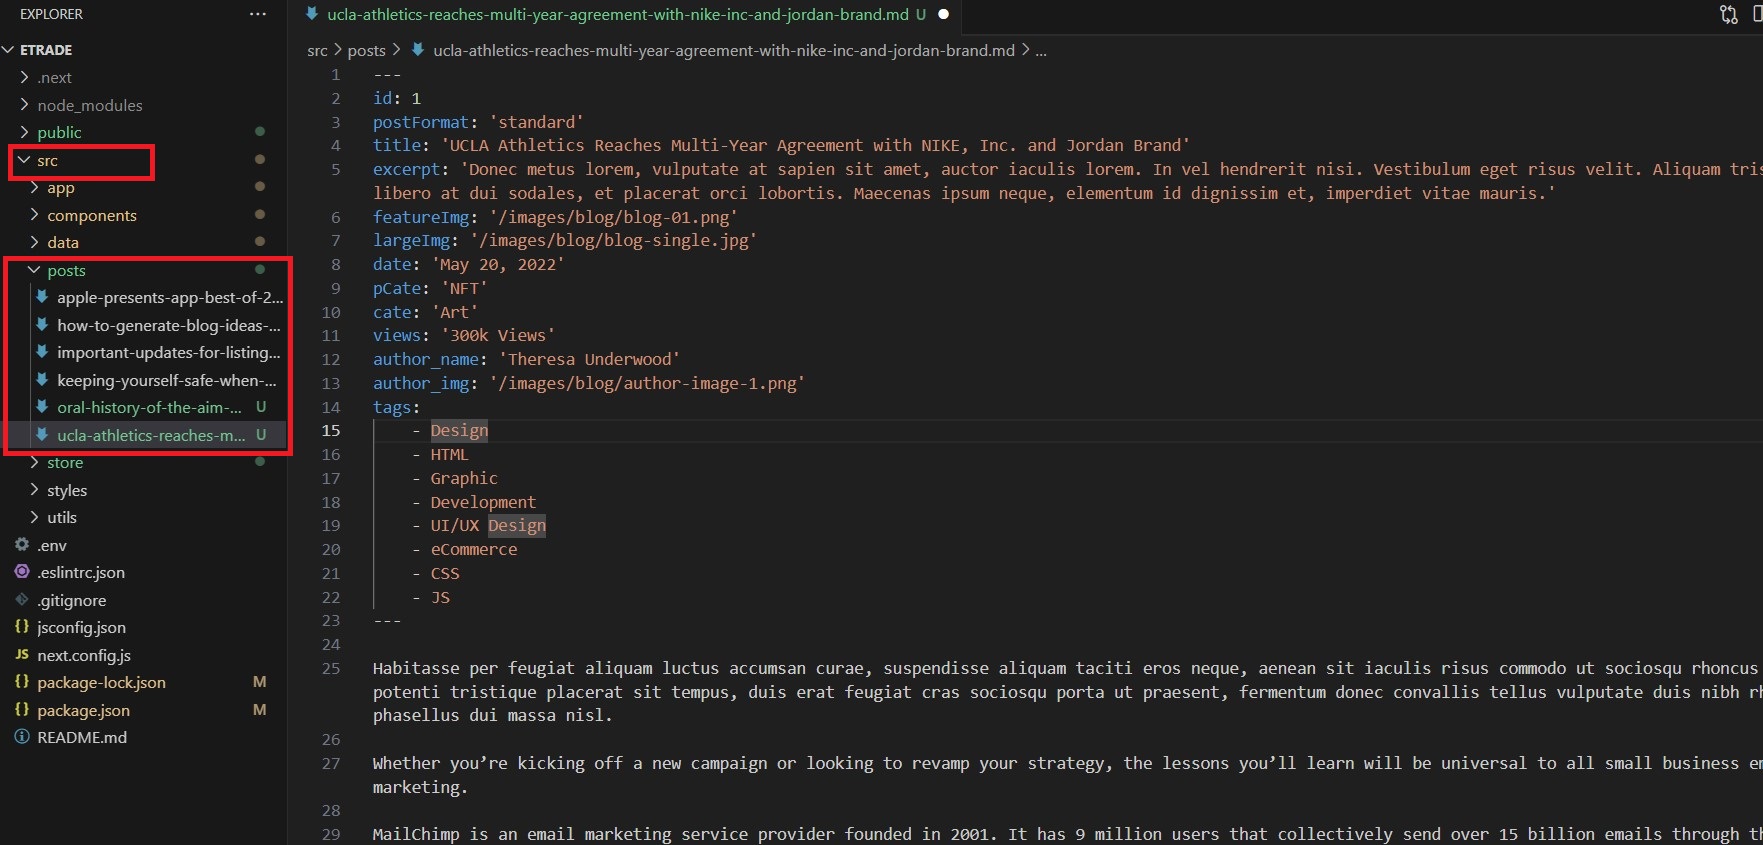 EXPLORER
ETRADE
.next
node_modules
public
src
app
components
data
posts
apple-presents-app-best-of-2...
how-to-generate-blog-ideas-...
important-updates-for-listing...
keeping-yourself-safe-when-...
oral-history-of-the-aim-... U
ucla-athletics-reaches-m... U
store
styles
utils
.env
.eslintrc.json
.gitignore
{} jsconfig.json
JS next.config.js
{} package-lock.json M
{} package.json M
README.md
ucla-athletics-reaches-multi-year-agreement-with-nike-inc-and-jordan-brand.md U
src > posts > ucla-athletics-reaches-multi-year-agreement-with-nike-inc-and-jordan-brand.md > ...
1 ---
2 id: 1
3 postFormat: 'standard'
4 title: 'UCLA Athletics Reaches Multi-Year Agreement with NIKE, Inc. and Jordan Brand'
5 excerpt: 'Donec metus lorem, vulputate at sapien sit amet, auctor iaculis lorem. In vel hendrerit nisi. Vestibulum eget risus velit. Aliquam tris
libero at dui sodales, et placerat orci lobortis. Maecenas ipsum neque, elementum id dignissim et, imperdiet vitae mauris.'
6 featureImg: '/images/blog/blog-01.png'
7 largeImg: '/images/blog/blog-single.jpg'
8 date: 'May 20, 2022'
9 pCate: 'NFT'
10 cate: 'Art'
11 views: '300k Views'
12 author_name: 'Theresa Underwood'
13 author_img: '/images/blog/author-image-1.png'
14 tags:
15 - Design
16 - HTML
17 - Graphic
18 - Development
19 - UI/UX Design
20 - eCommerce
21 - CSS
22 - JS
23 ---
24
25 Habitasse per feugiat aliquam luctus accumsan curae, suspendisse aliquam taciti eros neque, aenean sit iaculis risus commodo ut sociosqu rhoncus
potenti tristique placerat sit tempus, duis erat feugiat cras sociosqu porta ut praesent, fermentum donec convallis tellus vulputate duis nibh rh
phasellus dui massa nisl.
26
27 Whether you’re kicking off a new campaign or looking to revamp your strategy, the lessons you’ll learn will be universal to all small business em
marketing.
28
29 MailChimp is an email marketing service provider founded in 2001. It has 9 million users that collectively send over 15 billion emails through th